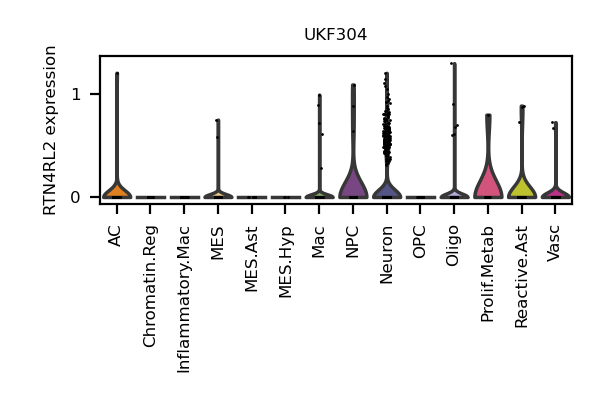 UKF304
RTN4RL2 expression
1
0
AC
Chromatin.Reg
Inflammatory.Mac
MES
MES.Ast
MES.Hyp
Mac
NPC
Neuron
OPC
Oligo
Prolif.Metab
Reactive.Ast
Vasc